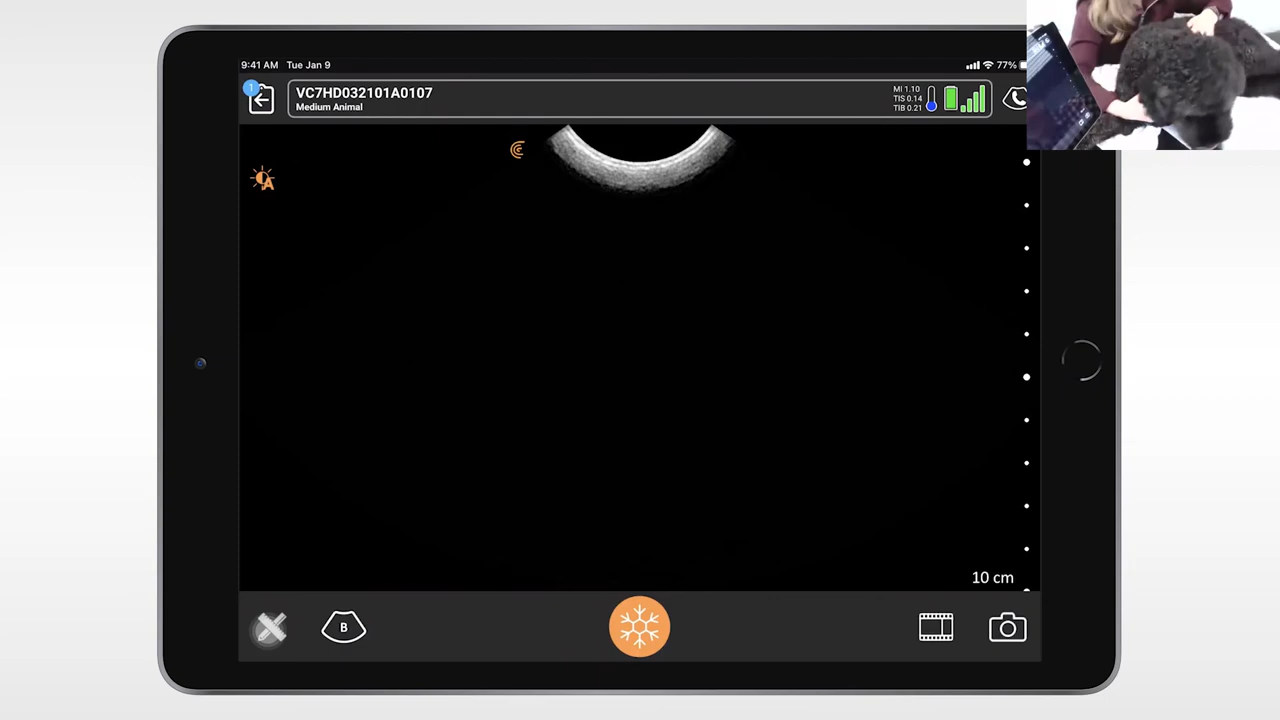 9:41 AM Tue Jan 9
77%
1
VC7HD032101A0107
Medium Animal
MI 1.10
TIS 0.14
TIB 0.21
A
10 cm
B